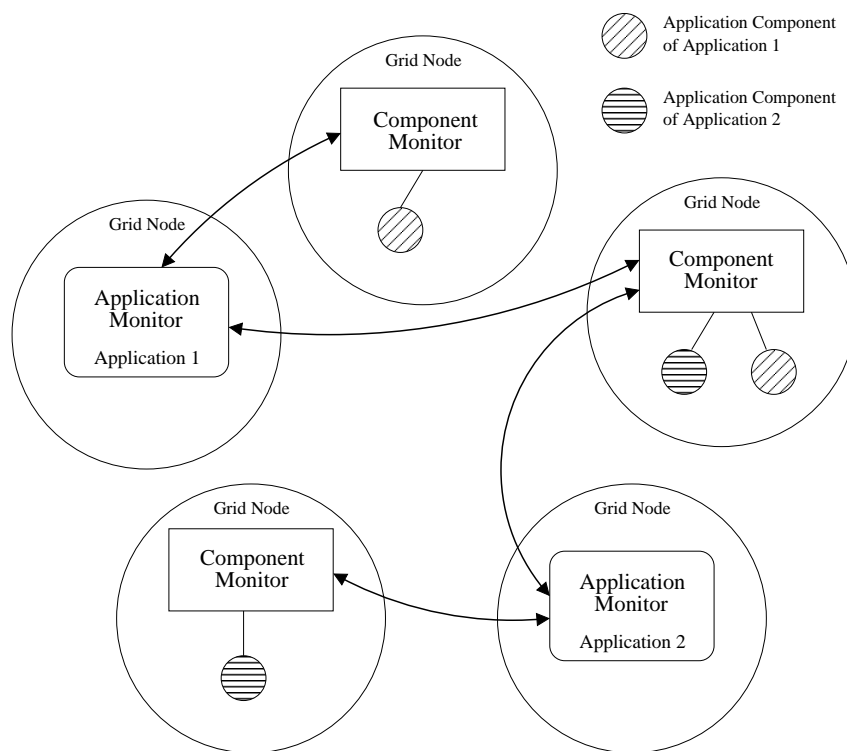 Application Component
of Application 1
Application Component
of Application 2
Grid Node
Component
Monitor
Grid Node
Application
Monitor
Application 1
Grid Node
Component
Monitor
Grid Node
Component
Monitor
Grid Node
Application
Monitor
Application 2